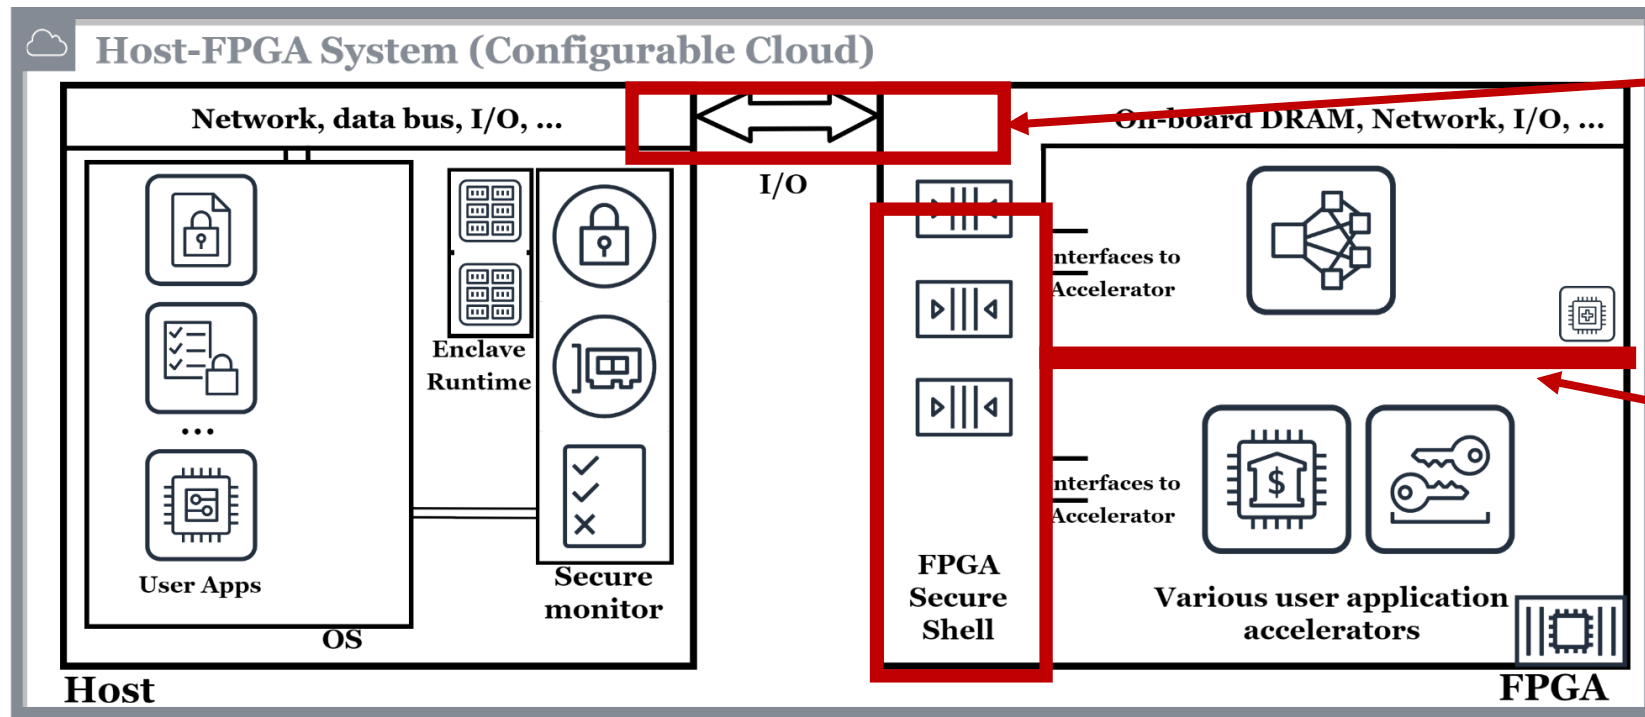 Host-FPGA System (Configurable Cloud)
Network, data bus, I/O, ...
On-board DRAM, Network, I/O, ...
I/O
nterfaces to
Accelerator
Enclave
Runtime
...
nterfaces to
Accelerator
User Apps
Secure
monitor
OS
FPGA
Secure
Shell
$
Various user application
accelerators
Host
FPGA